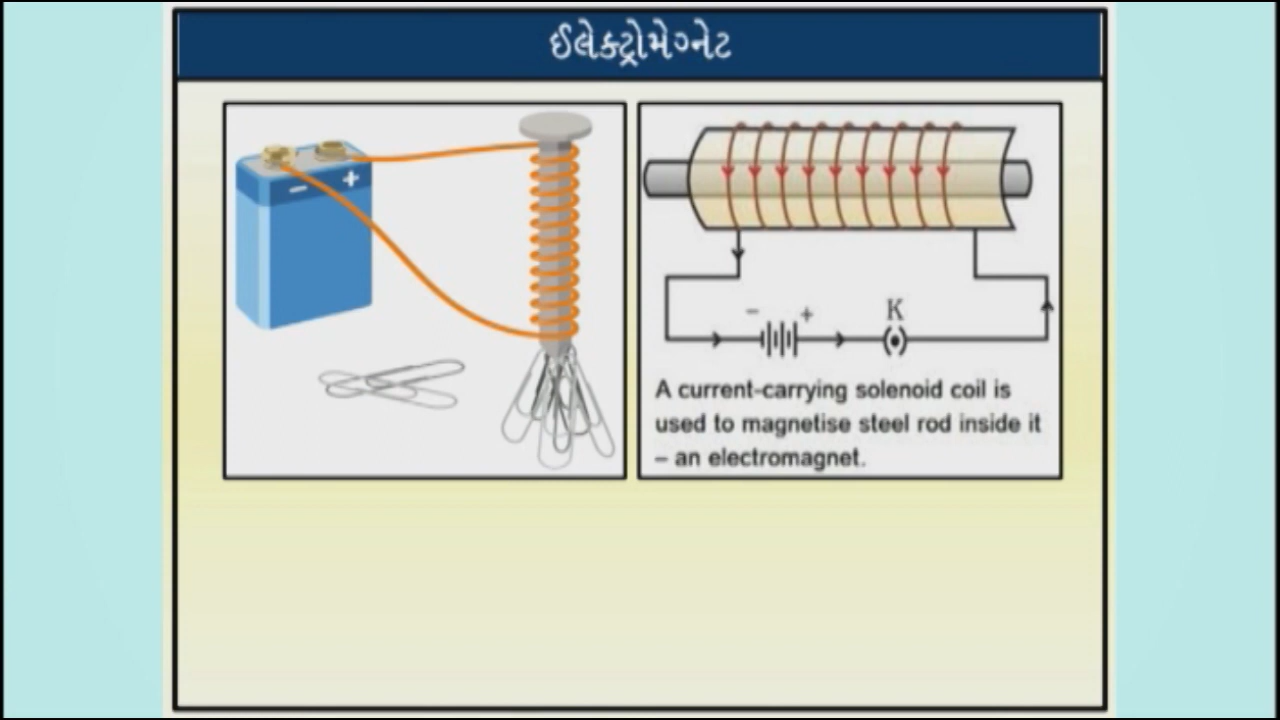 ઈલેક્ટ્રોમેગ્નેટ
− +
− +
K
A current-carrying solenoid coil is
used to magnetise steel rod inside it
– an electromagnet.